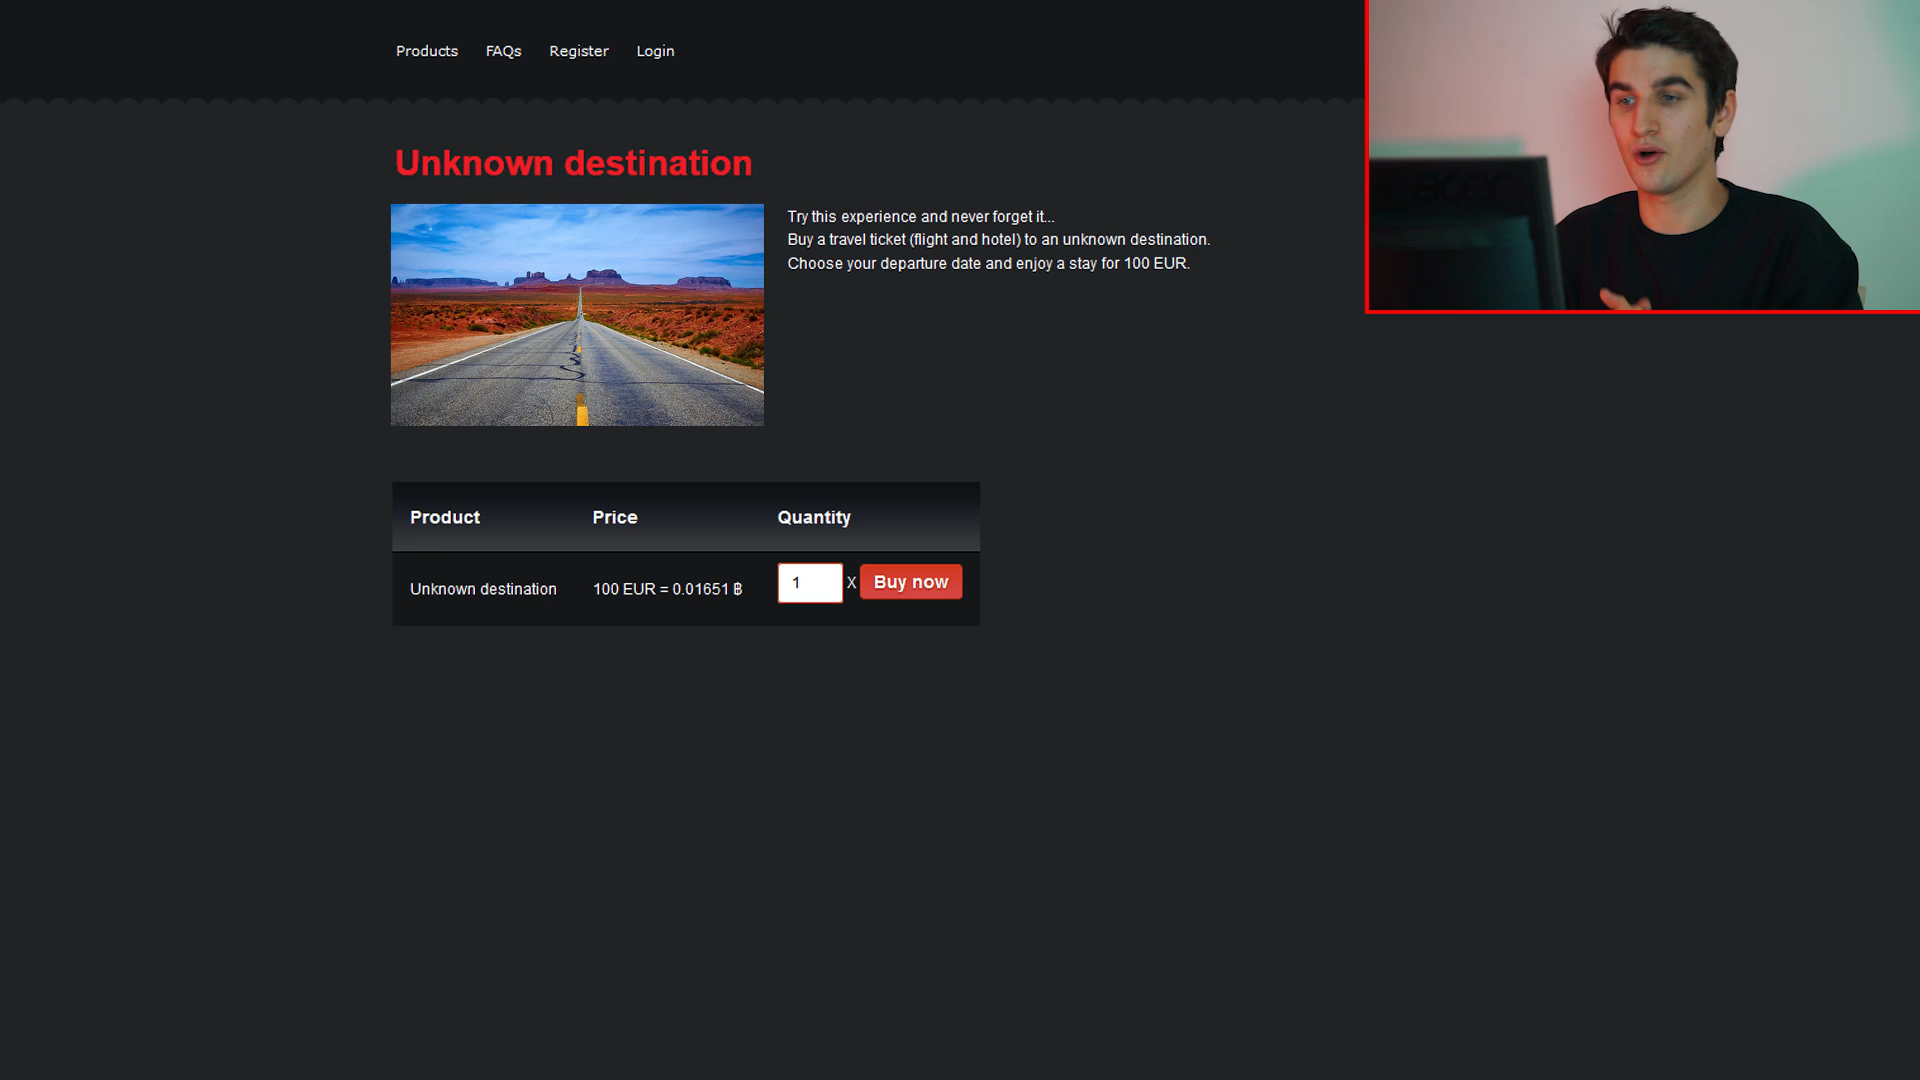 Products FAQs Register Login
Unknown destination
Try this experience and never forget it...
Buy a travel ticket (flight and hotel) to an unknown destination.
Choose your departure date and enjoy a stay for 100 EUR.
Product Price Quantity
Unknown destination 100 EUR = 0.01651 ฿ 1 X Buy now
acer